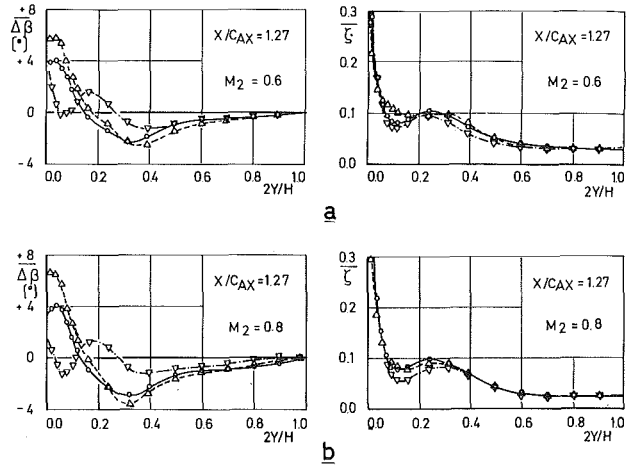 + 8
Δβ
(°)
+ 4
0
- 4
X/CAX = 1.27
M2 = 0.6
0.0 0.2 0.4 0.6 0.8 1.0
2Y/H
0.3
ζ
0.2
0.1
0.0
X/CAX = 1.27
M2 = 0.6
0.0 0.2 0.4 0.6 0.8 1.0
2Y/H
a
+ 8
Δβ
(°)
+ 4
0
- 4
X/CAX = 1.27
M2 = 0.8
0.0 0.2 0.4 0.6 0.8 1.0
2Y/H
0.3
ζ
0.2
0.1
0.0
X/CAX = 1.27
M2 = 0.8
0.0 0.2 0.4 0.6 0.8 1.0
2Y/H
b